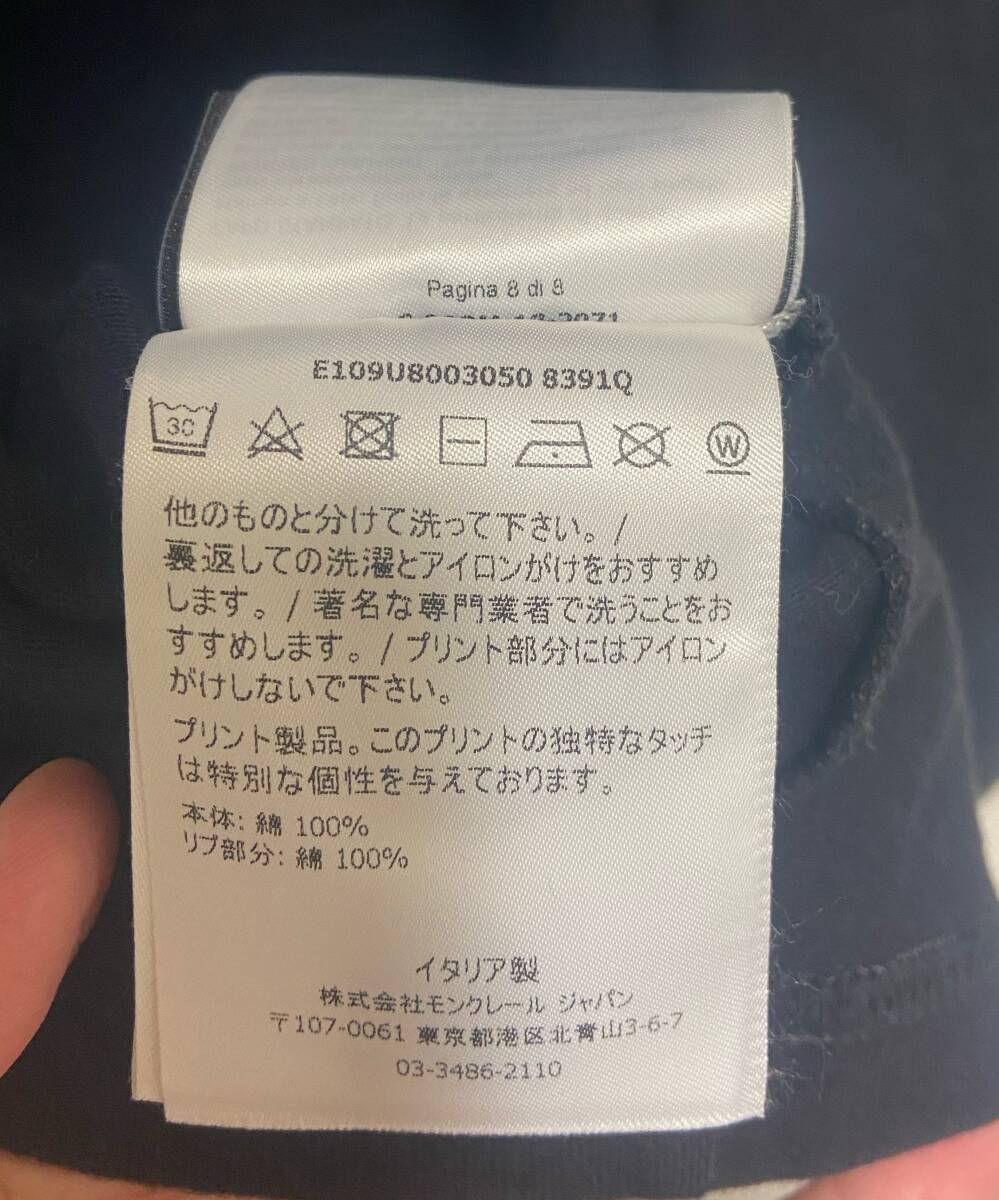 Pagina 8 di 8
E109U8003050 8391Q
30
W
他のものと分けて洗って下さい。/
裏返しての洗濯とアイロンがけをおすすめ
します。/ 著名な専門業者で洗うことをお
すすめします。/ プリント部分にはアイロン
がけしないで下さい。
プリント製品。このプリントの独特なタッチ
は特別な個性を与えております。
本体: 綿 100%
リブ部分: 綿 100%
イタリア製
株式会社モンクレール ジャパン
〒107-0061 東京都港区北青山3-6-7
03-3486-2110